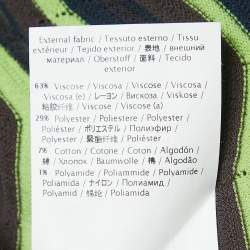 External fabric / Tessuto esterno / Tissu
extérieur / Tejido exterior / 表地 / внешний
материал / Oberstoff / 面料 / Tecido
exterior
63% Viscose / Viscosa / Viscose / Viscosa /
Viscosa (e) / レーヨン / Вискоза / Viskose /
粘胶纤维 / Viscose / Viscose (a)
29% Polyester / Poliestere / Polyester /
Poliéster / ポリエステル / Полиэфир /
Polyester / 聚酯纤维 / Poliéster
7% Cotton / Cotone / Coton / Algodón /
綿 / Хлопок / Baumwolle / 棉 / Algodão
1% Polyamide / Poliammide / Polyamide /
Poliamida / ナイロン / Полиамид /
Polyamid / 锦纶 / Poliamida